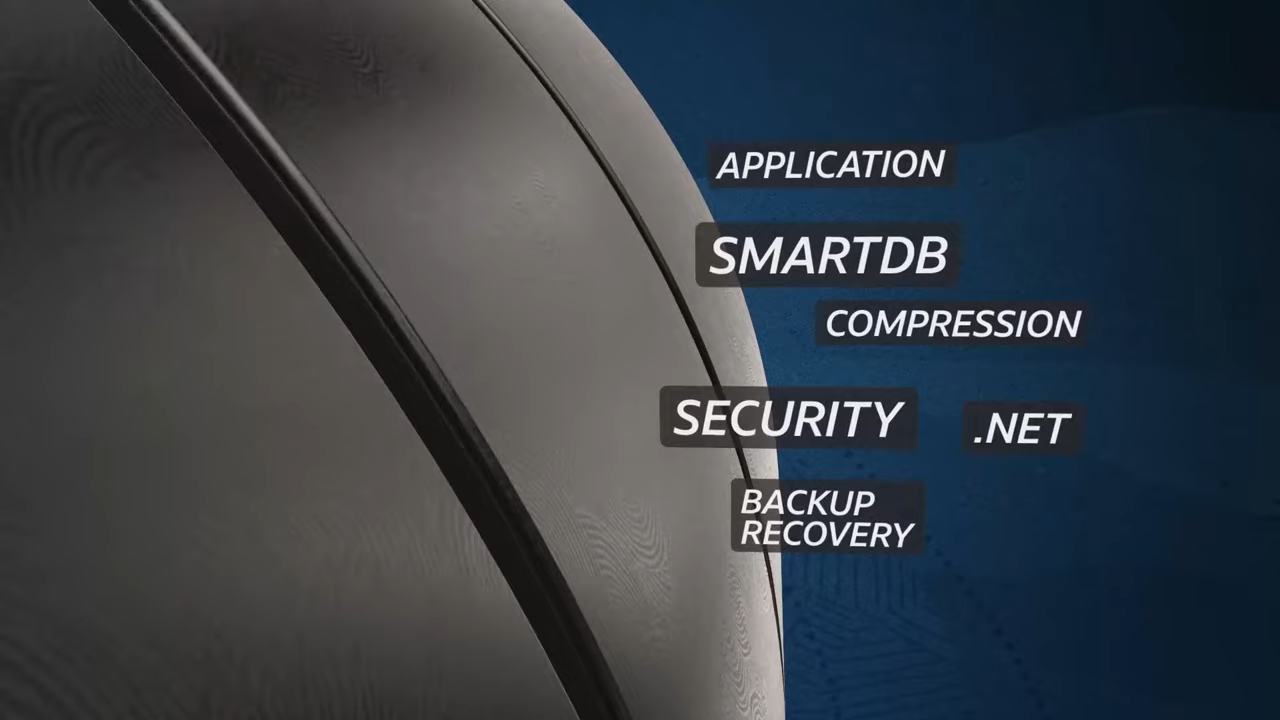 APPLICATION
SMARTDB
COMPRESSION
SECURITY
.NET
BACKUP
RECOVERY